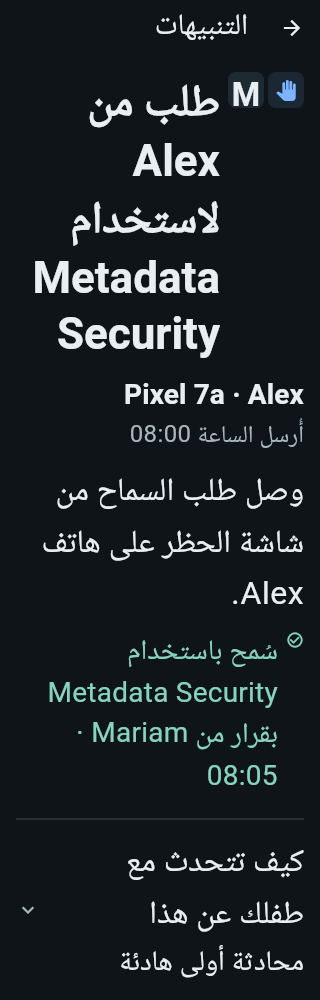 التنبيهات
M
طلب من
Alex
لاستخدام
Metadata
Security
Pixel 7a · Alex
أرسل الساعة 08:00
وصل طلب السماح من
شاشة الحظر على هاتف
Alex.
سُمح باستخدام
Metadata Security
بقرار من Mariam ·
08:05
كيف تتحدث مع
طفلك عن هذا
محادثة أولى هادئة